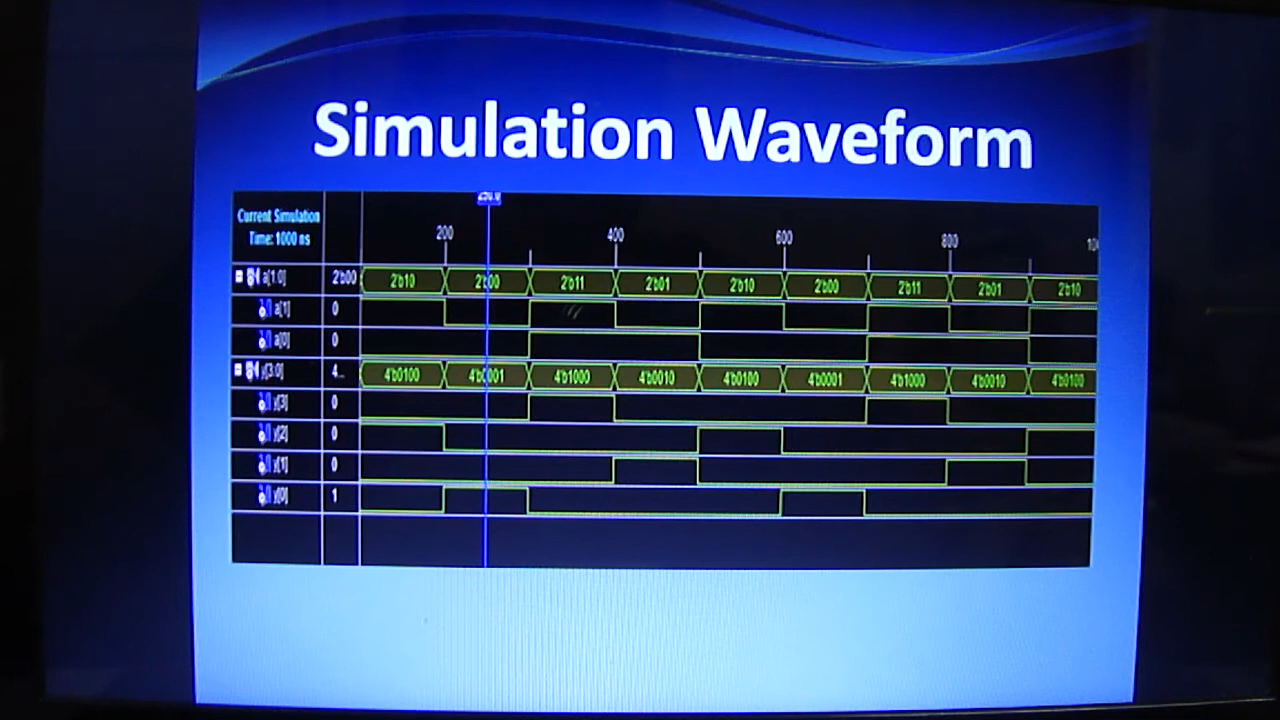 Simulation Waveform
Current Simulation
Time: 1000 ns
200 400 600 800
a[1:0] 2'b00 2'b10 2'b00 2'b11 2'b01 2'b10 2'b00 2'b11 2'b01 2'b10
a[1] 0
a[0] 0
y[3:0] 4... 4'b0100 4'b0001 4'b1000 4'b0010 4'b0100 4'b0001 4'b1000 4'b0010 4'b0100
y[3] 0
y[2] 0
y[1] 0
y[0] 1